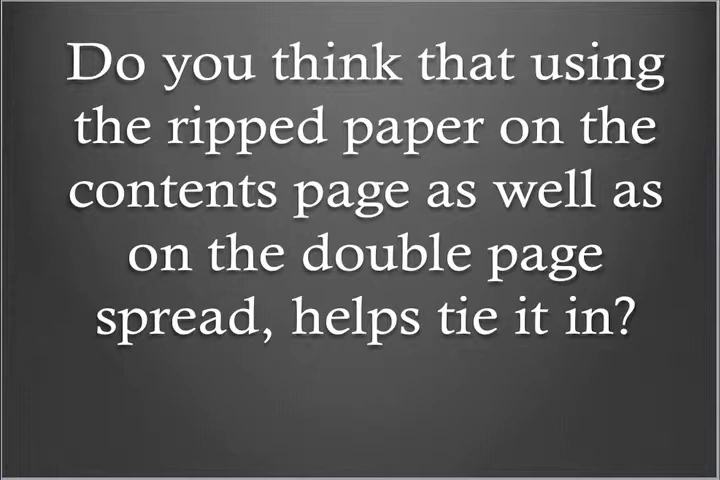 Do you think that using
the ripped paper on the
contents page as well as
on the double page
spread, helps tie it in?